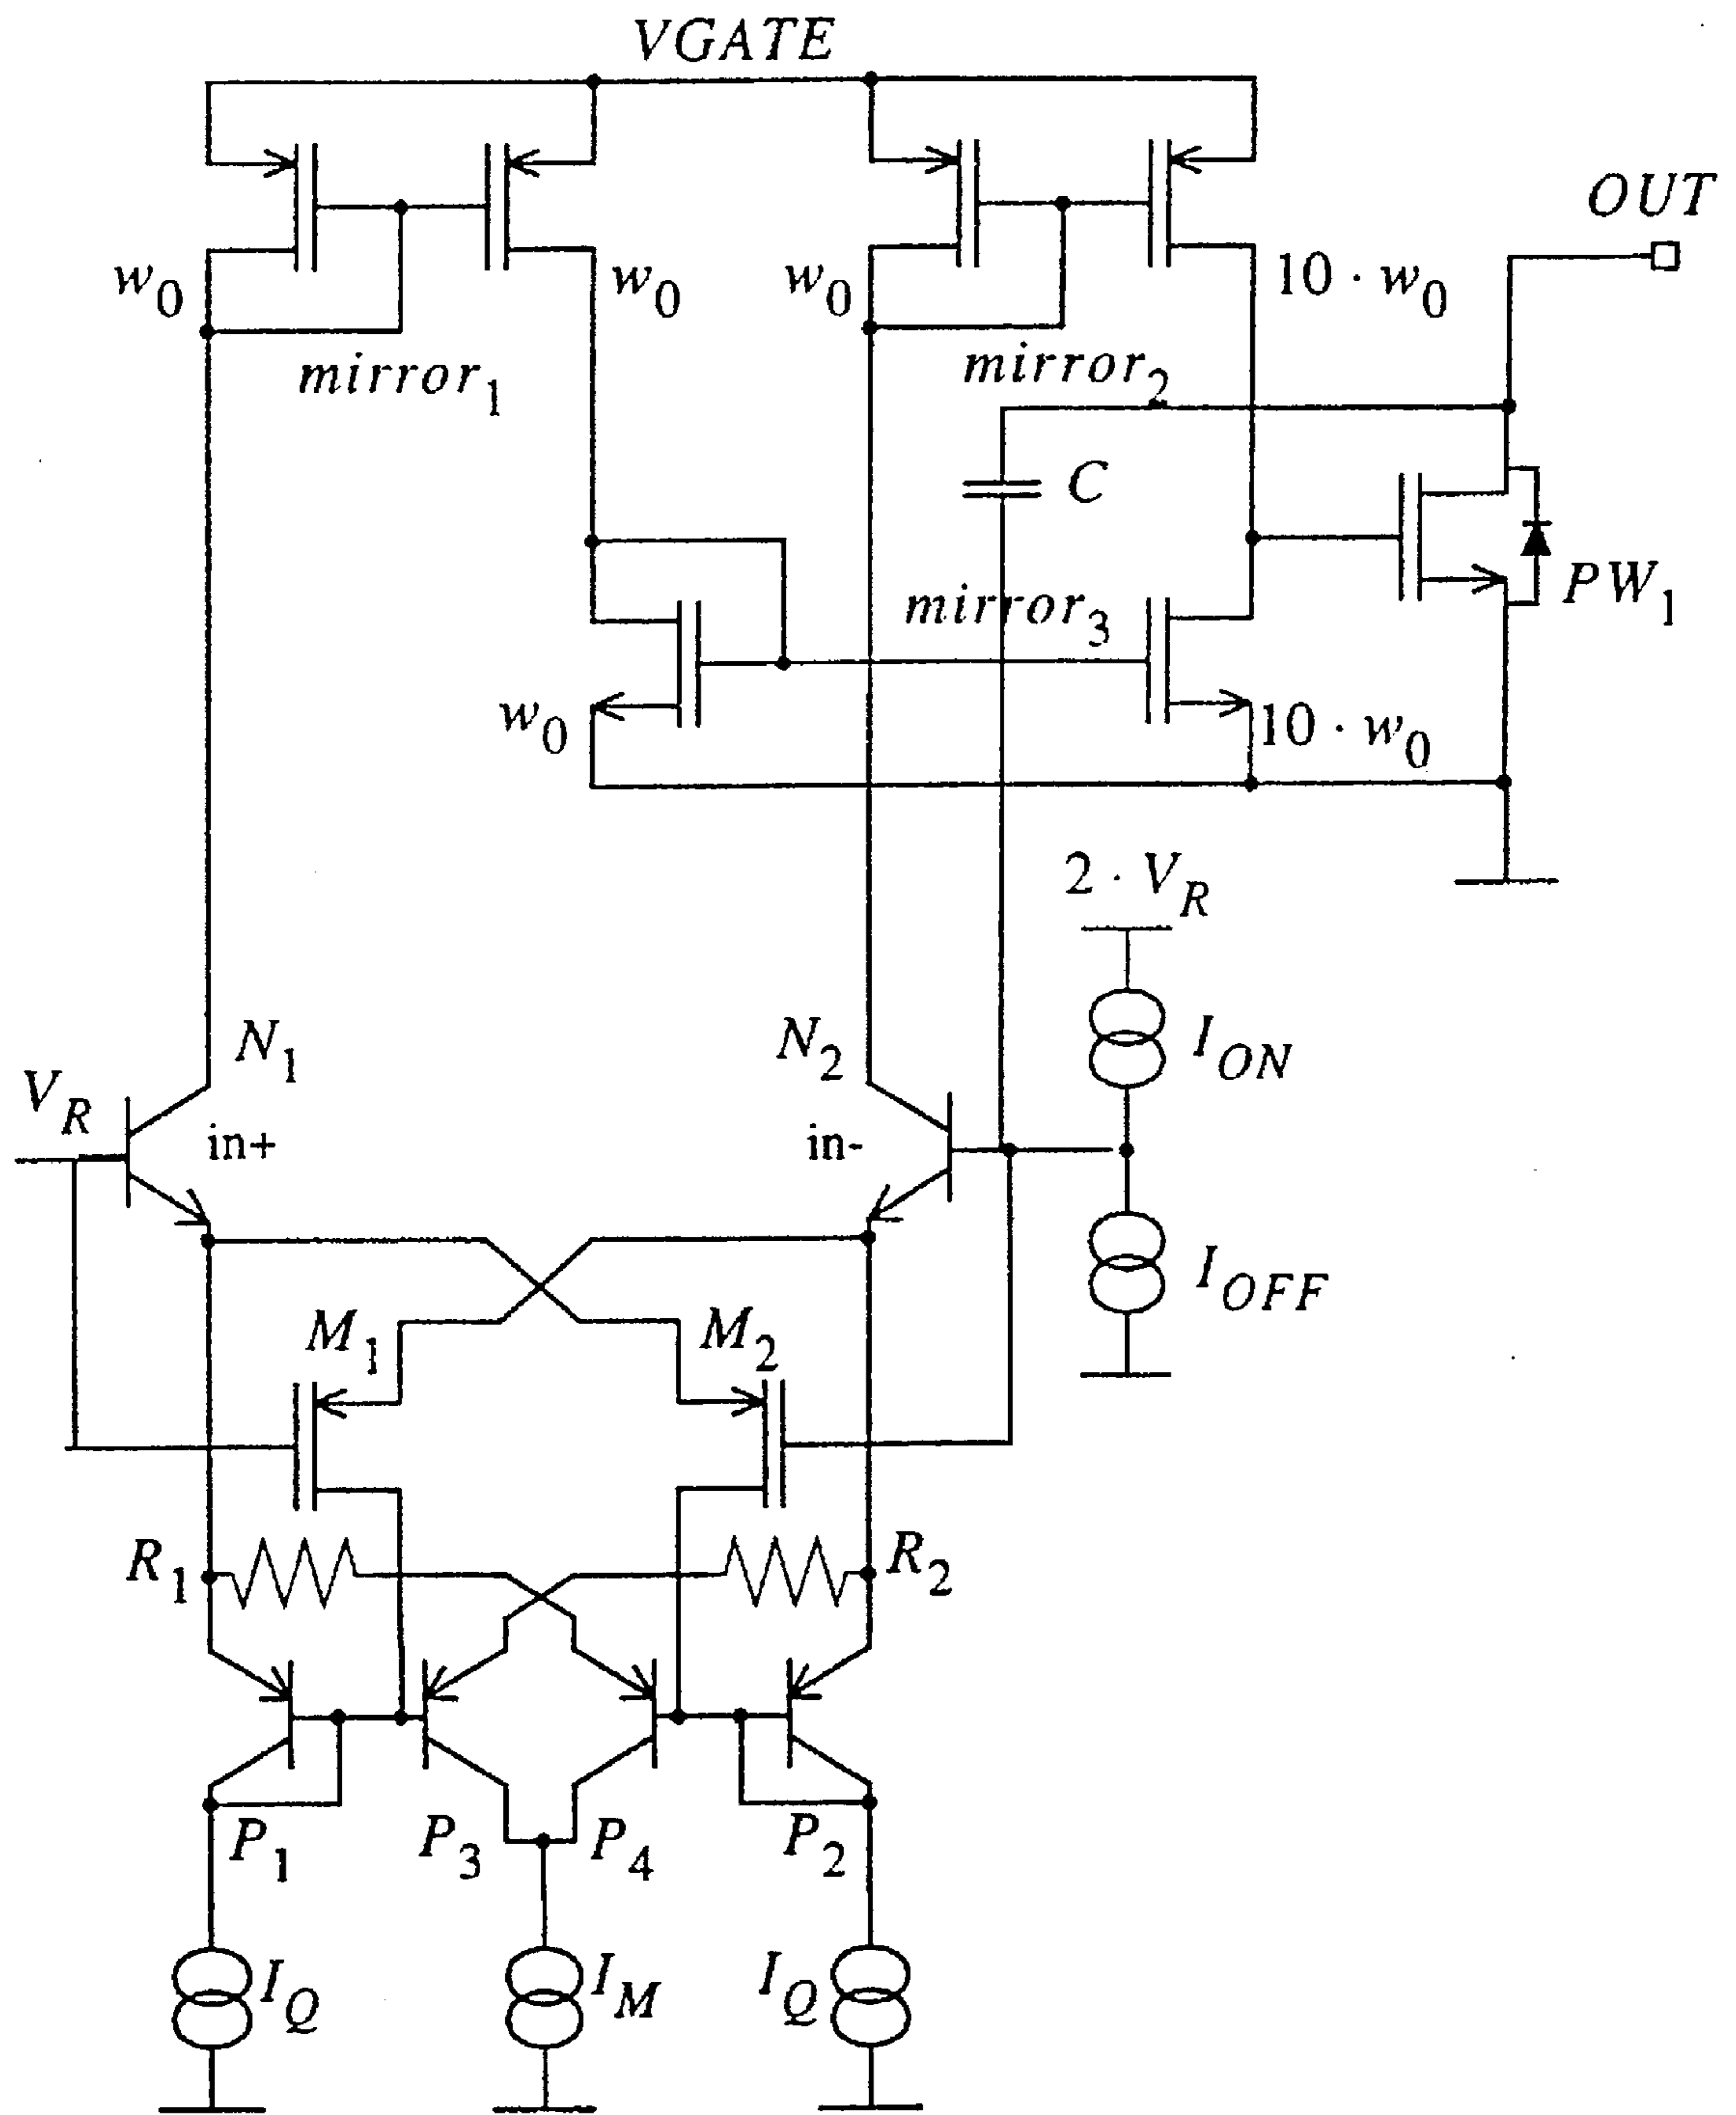 VGATE
OUT
w0
w0
w0
10 · w0
mirror1
mirror2
C
PW1
mirror3
w0
10 · w0
2 · VR
N1
N2
ION
VR
in+
in-
IOFF
M1
M2
R1
R2
P1
P3
P4
P2
IQ
IM
IQ